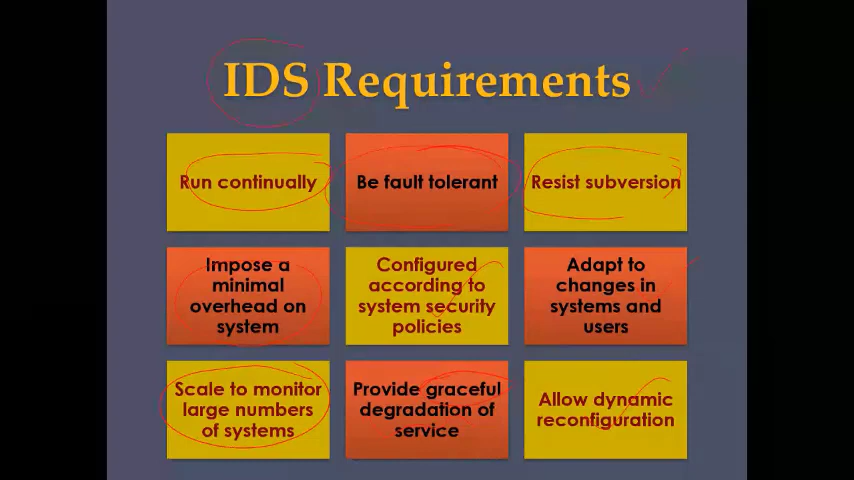 IDS Requirements
Run continually
Be fault tolerant
Resist subversion
Impose a
minimal
overhead on
system
Configured
according to
system security
policies
Adapt to
changes in
systems and
users
Scale to monitor
large numbers
of systems
Provide graceful
degradation of
service
Allow dynamic
reconfiguration